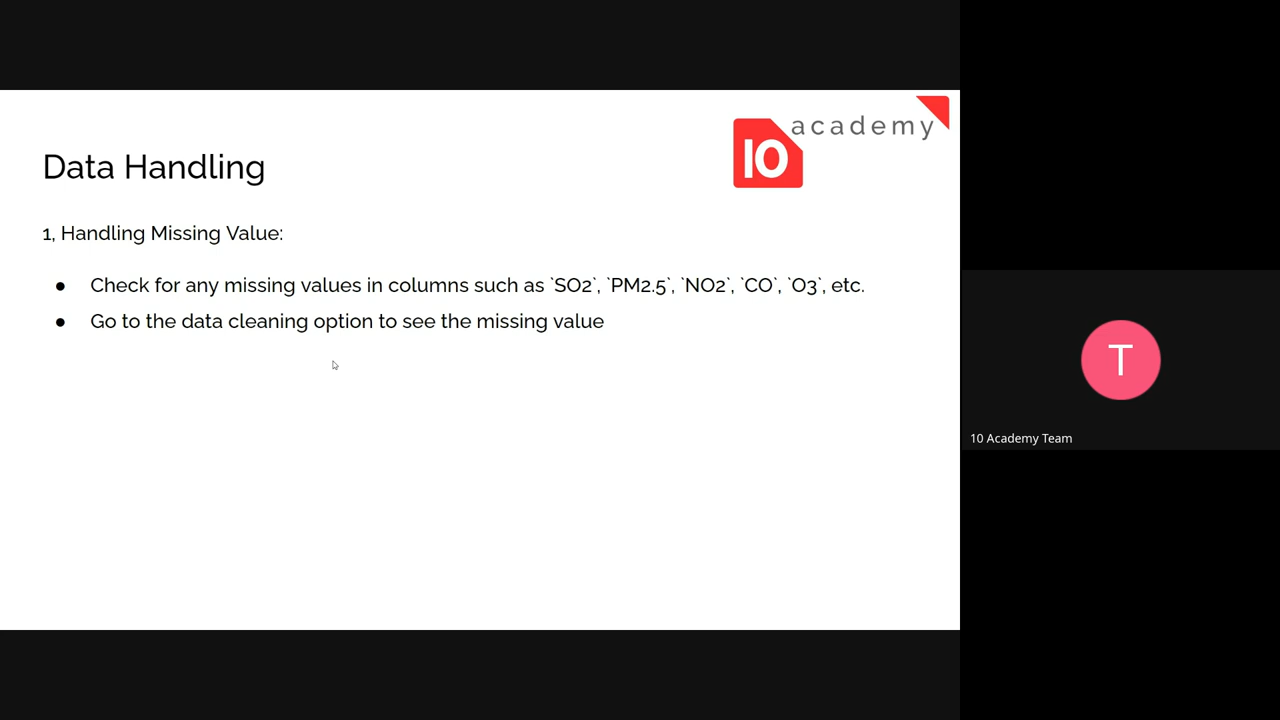 10 academy
Data Handling
1, Handling Missing Value:
● Check for any missing values in columns such as `SO2`, `PM2.5`, `NO2`, `CO`, `O3`, etc.
● Go to the data cleaning option to see the missing value
T
10 Academy Team